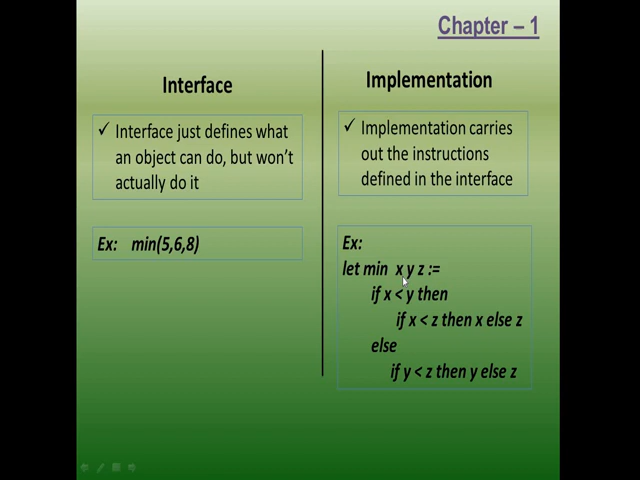 Chapter – 1
Interface
✓ Interface just defines what
an object can do, but won't
actually do it
Ex: min(5,6,8)
Implementation
✓ Implementation carries
out the instructions
defined in the interface
Ex:
let min x y z :=
if x < y then
if x < z then x else z
else
if y < z then y else z